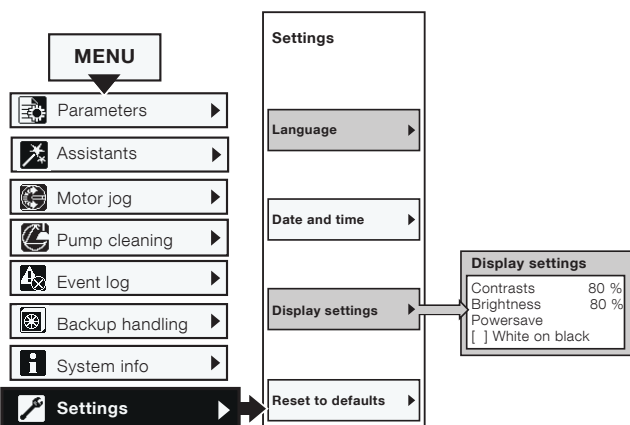 MENU
Parameters
Assistants
Motor jog
Pump cleaning
Event log
Backup handling
System info
Settings
Settings
Language
Date and time
Display settings
Reset to defaults
Display settings
Contrasts 80 %
Brightness 80 %
Powersave
[ ] White on black